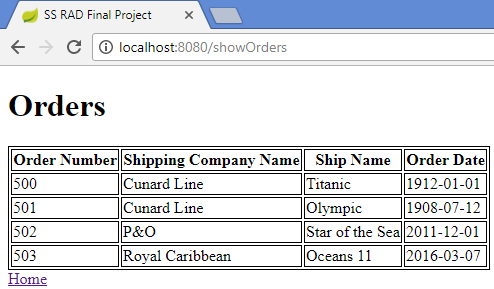 SS RAD Final Project
localhost:8080/showOrders
Orders
Order Number Shipping Company Name Ship Name Order Date
500 Cunard Line Titanic 1912-01-01
501 Cunard Line Olympic 1908-07-12
502 P&O Star of the Sea 2011-12-01
503 Royal Caribbean Oceans 11 2016-03-07
Home